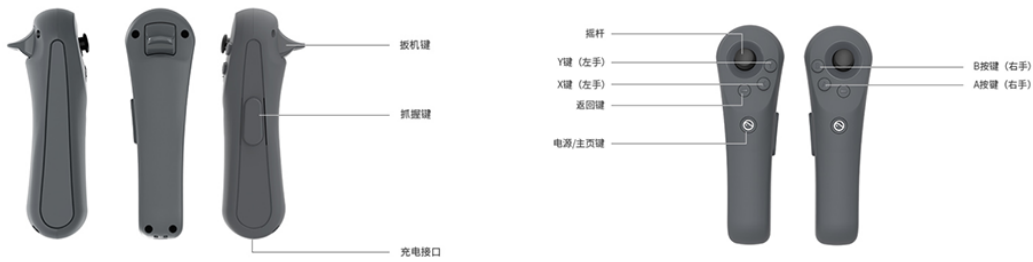 扳机键
抓握键
充电接口
摇杆
Y键（左手）
X键（左手）
返回键
电源/主页键
B按键（右手）
A按键（右手）